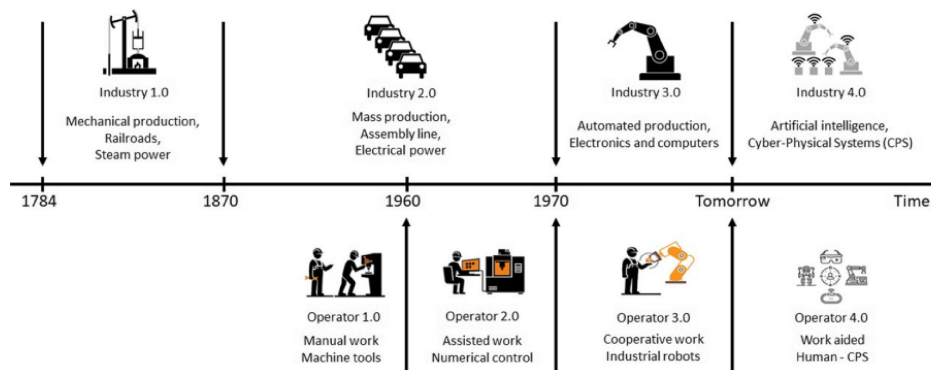 Industry 1.0
Mechanical production,
Railroads,
Steam power
Industry 2.0
Mass production,
Assembly line,
Electrical power
Industry 3.0
Automated production,
Electronics and computers
Industry 4.0
Artificial intelligence,
Cyber-Physical Systems (CPS)
1784
1870
1960
1970
Tomorrow
Time
Operator 1.0
Manual work
Machine tools
Operator 2.0
Assisted work
Numerical control
Operator 3.0
Cooperative work
Industrial robots
Operator 4.0
Work aided
Human - CPS